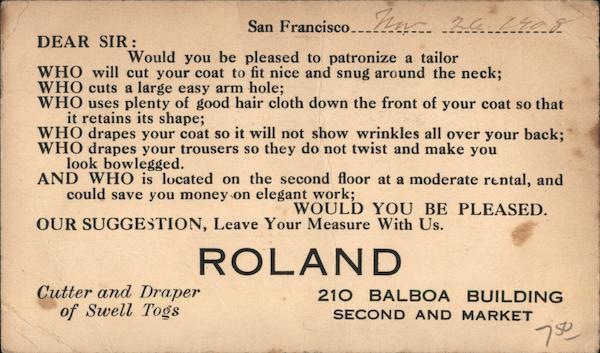 San Francisco Nov 26 1908
DEAR SIR:
Would you be pleased to patronize a tailor
WHO will cut your coat to fit nice and snug around the neck;
WHO cuts a large easy arm hole;
WHO uses plenty of good hair cloth down the front of your coat so that
it retains its shape;
WHO drapes your coat so it will not show wrinkles all over your back;
WHO drapes your trousers so they do not twist and make you
look bowlegged.
AND WHO is located on the second floor at a moderate rental, and
could save you money on elegant work;
WOULD YOU BE PLEASED.
OUR SUGGESTION, Leave Your Measure With Us.
ROLAND
Cutter and Draper
of Swell Togs
210 BALBOA BUILDING
SECOND AND MARKET
7.50